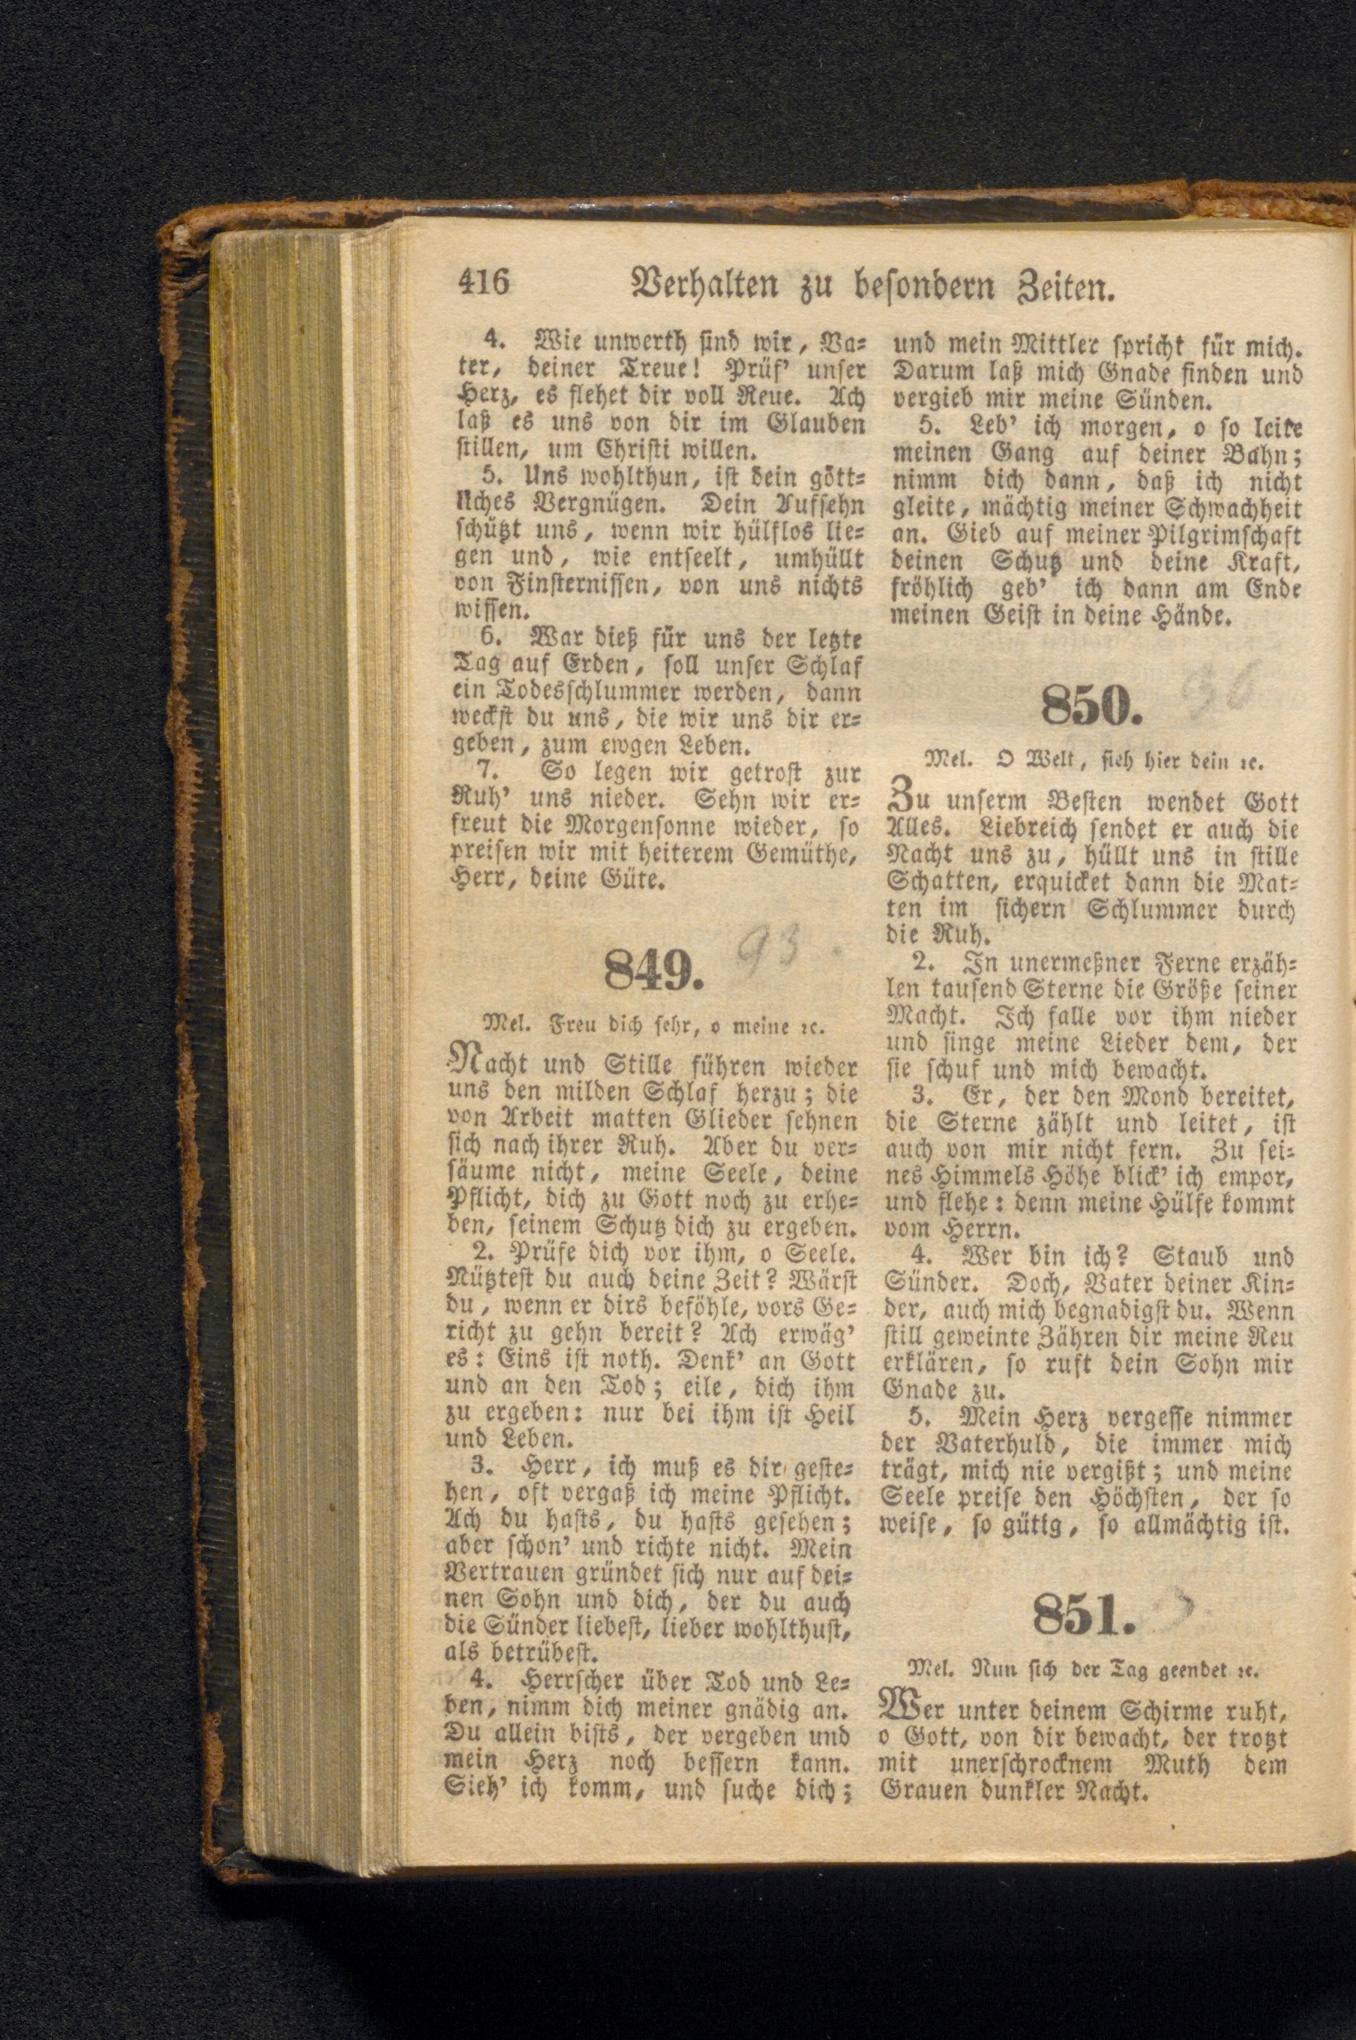 416 Verhalten zu besondern Zeiten.
4. Wie unwerth sind wir, Va-
ter, deiner Treue! Prüf' unser
Herz, es flehet dir voll Reue. Ach
laß es uns von dir im Glauben
stillen, um Christi willen.
5. Uns wohlthun, ist dein gött-
liches Vergnügen. Dein Aufsehn
schützt uns, wenn wir hülflos lie-
gen und, wie entseelt, umhüllt
von Finsternissen, von uns nichts
wissen.
6. War dieß für uns der letzte
Tag auf Erden, soll unser Schlaf
ein Todesschlummer werden, dann
weckst du uns, die wir uns dir er-
geben, zum ewgen Leben.
7. So legen wir getrost zur
Ruh' uns nieder. Sehn wir er-
freut die Morgensonne wieder, so
preisen wir mit heiterem Gemüthe,
Herr, deine Güte.
849. 93
Mel. Freu dich sehr, o meine ꝛc.
Nacht und Stille führen wieder
uns den milden Schlaf herzu; die
von Arbeit matten Glieder sehnen
sich nach ihrer Ruh. Aber du ver-
säume nicht, meine Seele, deine
Pflicht, dich zu Gott noch zu erhe-
ben, seinem Schutz dich zu ergeben.
2. Prüfe dich vor ihm, o Seele.
Nütztest du auch deine Zeit? Wärst
du, wenn er dirs beföhle, vors Ge-
richt zu gehn bereit? Ach erwäg'
es: Eins ist noth. Denk' an Gott
und an den Tod; eile, dich ihm
zu ergeben: nur bei ihm ist Heil
und Leben.
3. Herr, ich muß es dir geste-
hen, oft vergaß ich meine Pflicht.
Ach du hasts, du hasts gesehen;
aber schon' und richte nicht. Mein
Vertrauen gründet sich nur auf dei-
nen Sohn und dich, der du auch
die Sünder liebest, lieber wohlthust,
als betrübest.
4. Herrscher über Tod und Le-
ben, nimm dich meiner gnädig an.
Du allein bists, der vergeben und
mein Herz noch bessern kann.
Sieh' ich komm, und suche dich;
und mein Mittler spricht für mich.
Darum laß mich Gnade finden und
vergieb mir meine Sünden.
5. Leb' ich morgen, o so leite
meinen Gang auf deiner Bahn;
nimm dich dann, daß ich nicht
gleite, mächtig meiner Schwachheit
an. Gieb auf meiner Pilgrimschaft
deinen Schutz und deine Kraft,
fröhlich geb' ich dann am Ende
meinen Geist in deine Hände.
850.
Mel. O Welt, sieh hier dein ꝛc.
Zu unserm Besten wendet Gott
Alles. Liebreich sendet er auch die
Nacht uns zu, hüllt uns in stille
Schatten, erquicket dann die Mat-
ten im sichern Schlummer durch
die Ruh.
2. In unermeßner Ferne erzäh-
len tausend Sterne die Größe seiner
Macht. Ich falle vor ihm nieder
und singe meine Lieder dem, der
sie schuf und mich bewacht.
3. Er, der den Mond bereitet,
die Sterne zählt und leitet, ist
auch von mir nicht fern. Zu sei-
nes Himmels Höhe blick' ich empor,
und flehe: denn meine Hülfe kommt
vom Herrn.
4. Wer bin ich? Staub und
Sünder. Doch, Vater deiner Kin-
der, auch mich begnadigst du. Wenn
still geweinte Zähren dir meine Reu
erklären, so ruft dein Sohn mir
Gnade zu.
5. Mein Herz vergesse nimmer
der Vaterhuld, die immer mich
trägt, mich nie vergißt; und meine
Seele preise den Höchsten, der so
weise, so gütig, so allmächtig ist.
851.
Mel. Nun sich der Tag geendet ꝛc.
Wer unter deinem Schirme ruht,
o Gott, von dir bewacht, der trotzt
mit unerschrocknem Muth dem
Grauen dunkler Nacht.